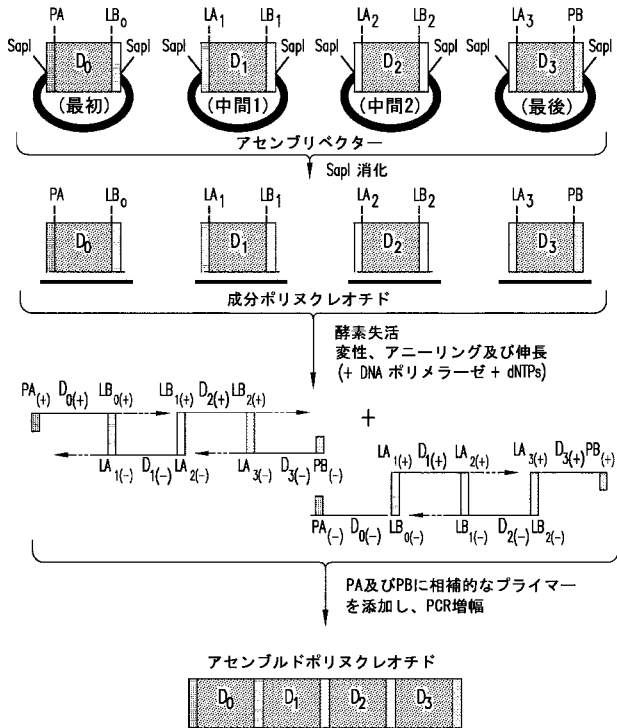 PA LB0 LA1 LB1 LA2 LB2 LA3 PB
SapI SapI SapI SapI SapI SapI SapI SapI
D0 D1 D2 D3
(最初) (中間1) (中間2) (最後)
アセンブリベクター
SapI 消化
PA LB0 LA1 LB1 LA2 LB2 LA3 PB
D0 D1 D2 D3
成分ポリヌクレオチド
酵素失活
変性、アニーリング及び伸長
(+ DNA ポリメラーゼ + dNTPs)
PA(+) D0(+) LB0(+) LB1(+) D2(+) LB2(+)
+
LA1(-) D1(-) LA2(-) LA3(-) D3(-) PB(-)
LA1(+) D1(+) LA2(+) LA3(+) D3(+) PB(+)
PA(-) D0(-) LB0(-) LB1(-) D2(-) LB2(-)
PA及びPBに相補的なプライマー
を添加し、PCR増幅
アセンブルドポリヌクレオチド
D0 D1 D2 D3